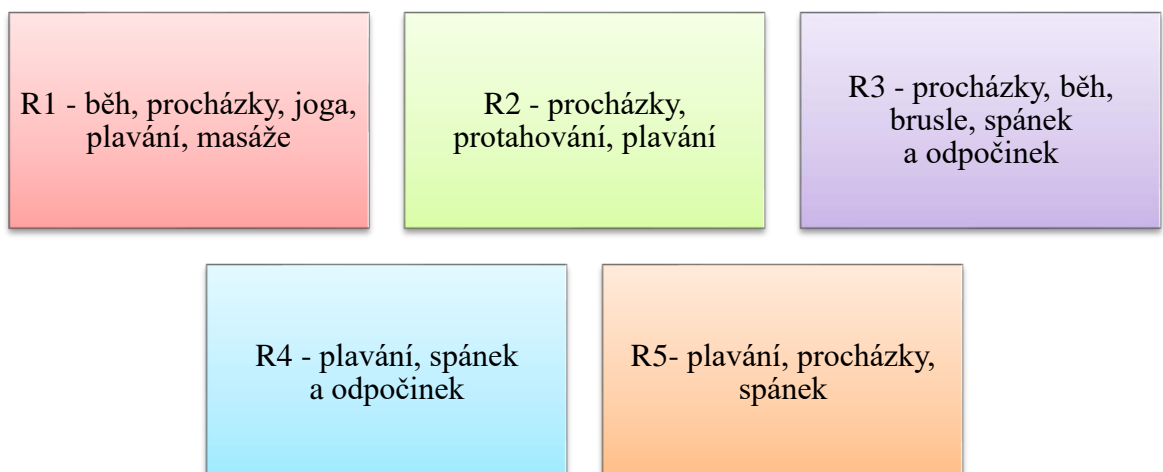 R1 - běh, procházky, joga,
plavání, masáže
R2 - procházky,
protahování, plavání
R3 - procházky, běh,
brusle, spánek
a odpočinek
R4 - plavání, spánek
a odpočinek
R5- plavání, procházky,
spánek